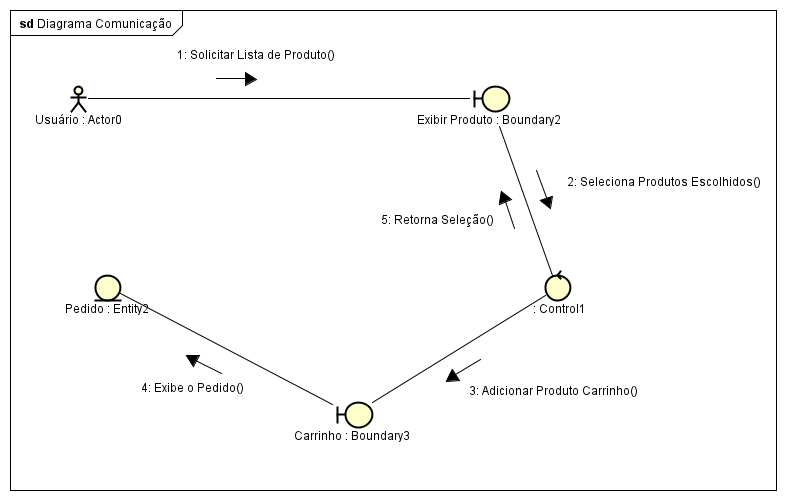 sd Diagrama Comunicação
1: Solicitar Lista de Produto()
Usuário : Actor0
Exibir Produto : Boundary2
2: Seleciona Produtos Escolhidos()
5: Retorna Seleção()
Pedido : Entity2
: Control1
4: Exibe o Pedido()
3: Adicionar Produto Carrinho()
Carrinho : Boundary3